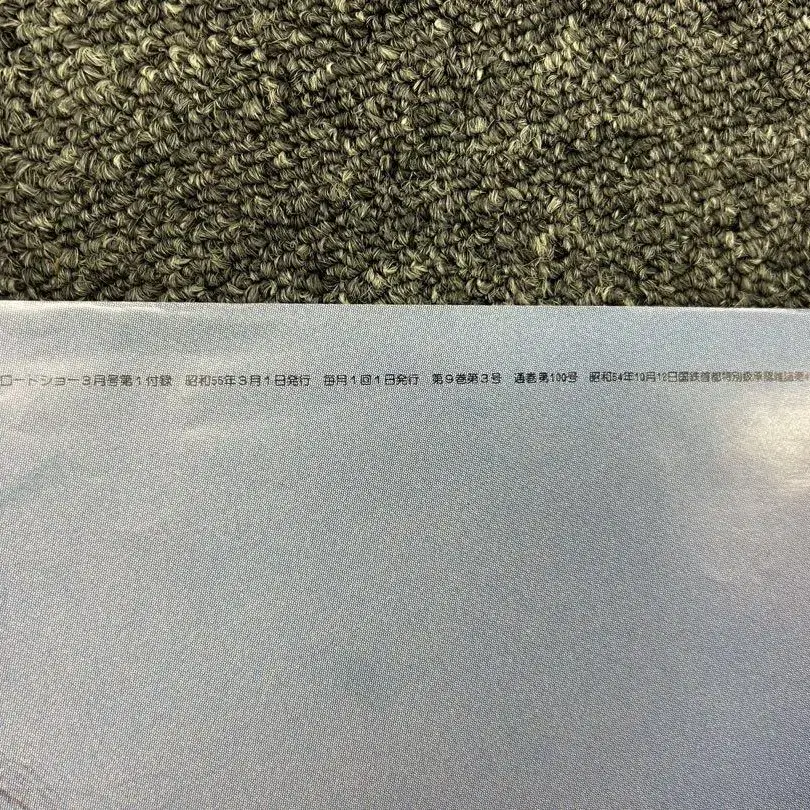 ロードショー3月号第1付録 昭和55年3月1日発行 毎月1回1日発行 第9巻第3号 通巻第100号 昭和54年10月12日国鉄首都特別扱承認雑誌第